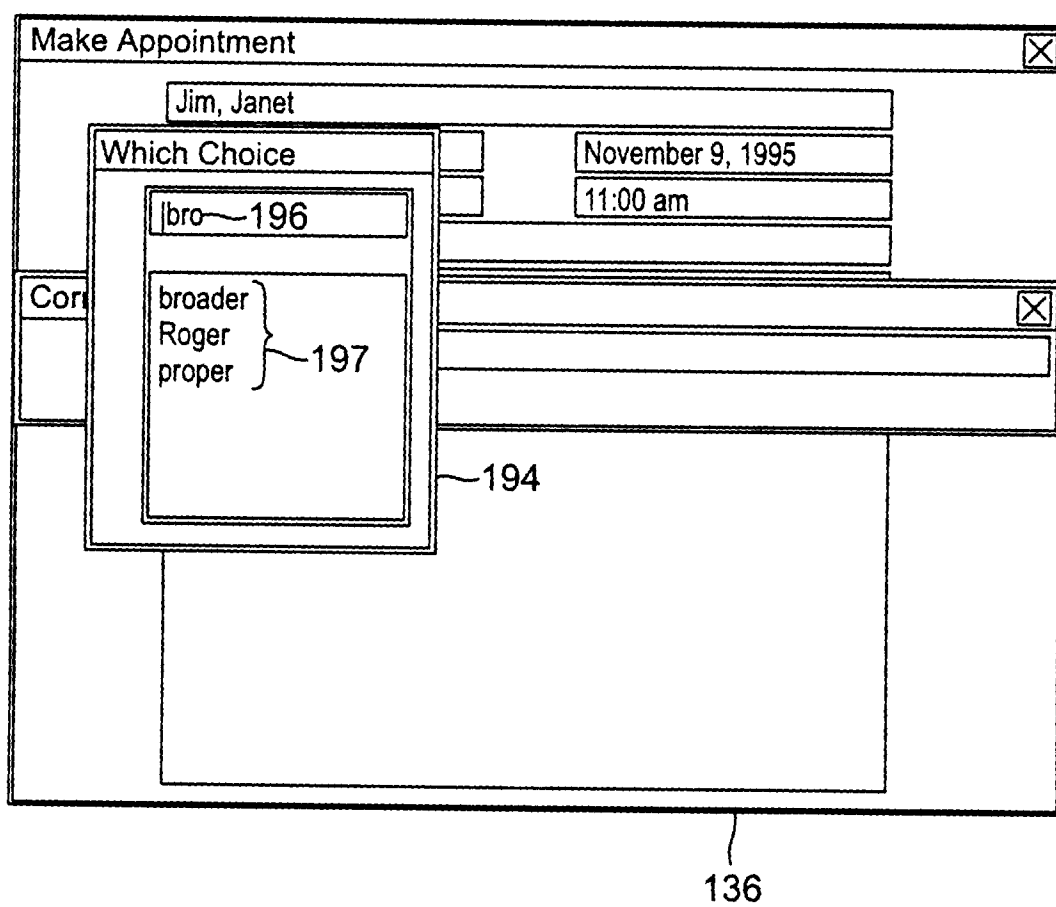 Make Appointment
Jim, Janet
Which Choice
November 9, 1995
bro 196
11:00 am
Corr
broader
Roger
proper
197
194
136